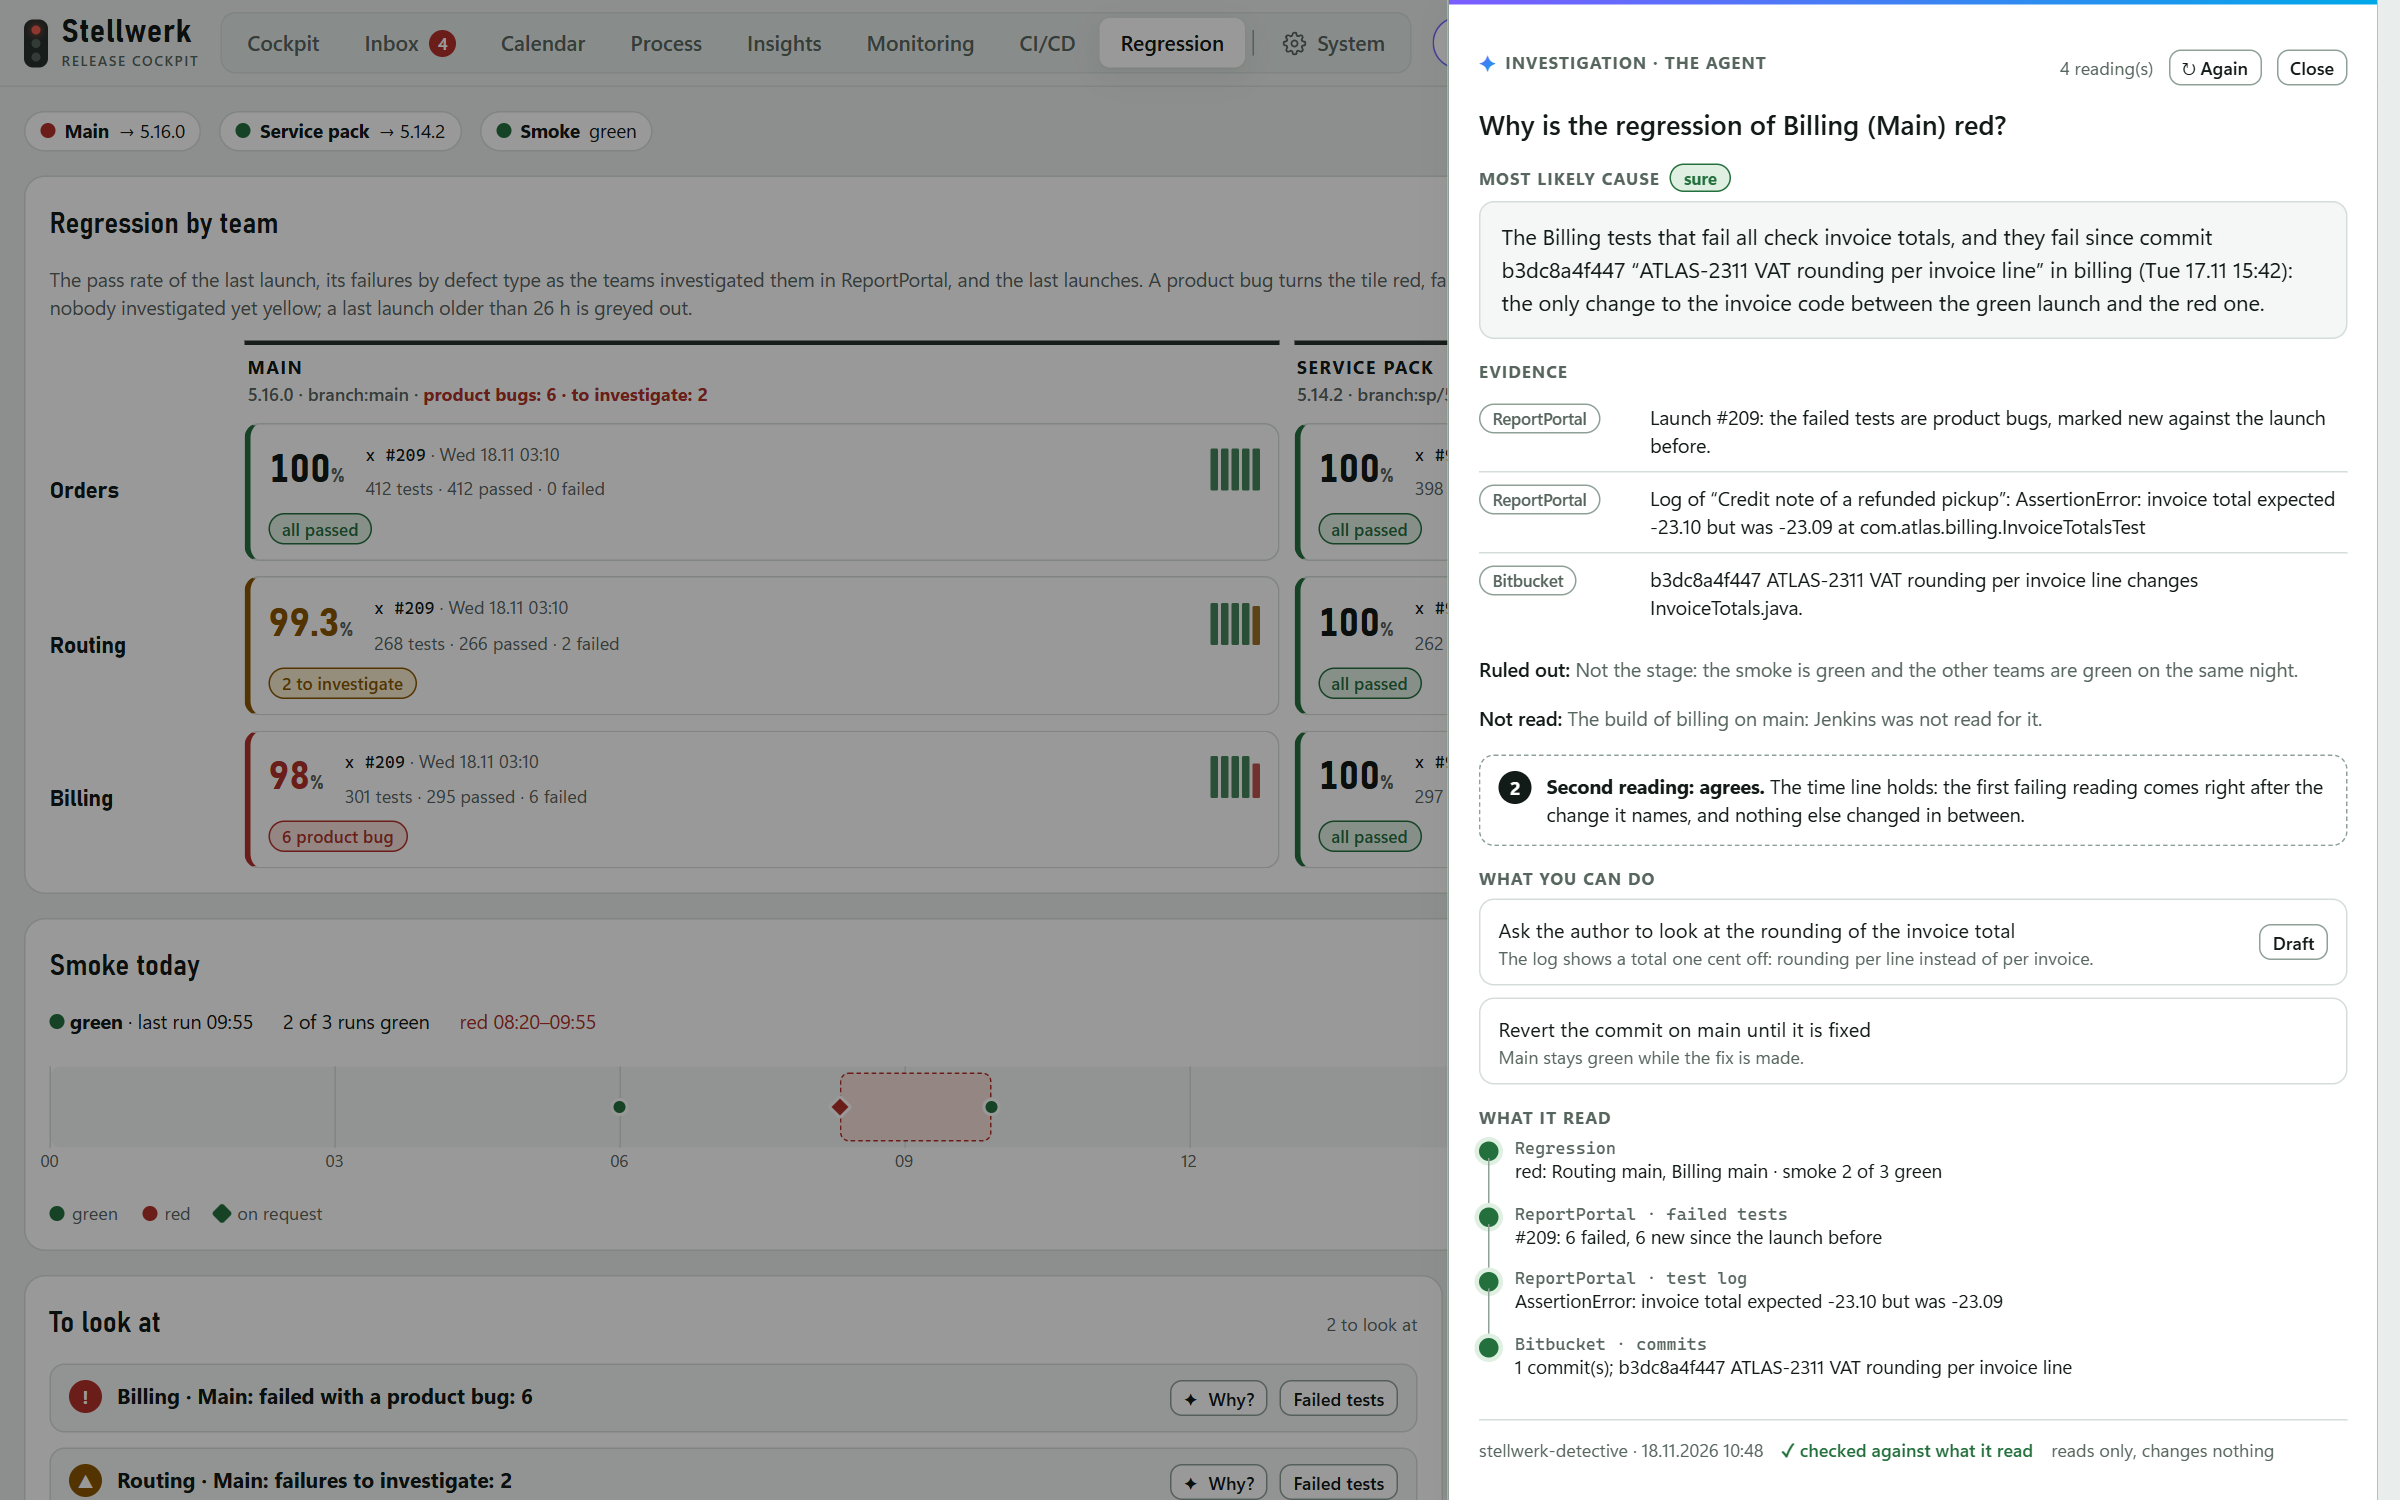 Stellwerk
RELEASE COCKPIT
Cockpit
Inbox 4
Calendar
Process
Insights
Monitoring
CI/CD
Regression
System
Main → 5.16.0
Service pack → 5.14.2
Smoke green
Regression by team
The pass rate of the last launch, its failures by defect type as the teams investigated them in ReportPortal, and the last launches. A product bug turns the tile red, fa
nobody investigated yet yellow; a last launch older than 26 h is greyed out.
MAIN
5.16.0 · branch:main · product bugs: 6 · to investigate: 2
SERVICE PACK
5.14.2 · branch:sp/
Orders
100%
x #209 · Wed 18.11 03:10
412 tests · 412 passed · 0 failed
all passed
100%
x #
398
all passed
Routing
99.3%
x #209 · Wed 18.11 03:10
268 tests · 266 passed · 2 failed
2 to investigate
100%
x #
262
all passed
Billing
98%
x #209 · Wed 18.11 03:10
301 tests · 295 passed · 6 failed
6 product bug
100%
x #
297
all passed
Smoke today
green · last run 09:55
2 of 3 runs green
red 08:20–09:55
00
03
06
09
12
green
red
on request
To look at
2 to look at
! Billing · Main: failed with a product bug: 6
✦ Why?
Failed tests
Routing · Main: failures to investigate: 2
✦ Why?
Failed tests
✦ INVESTIGATION · THE AGENT
4 reading(s)
↻ Again
Close
Why is the regression of Billing (Main) red?
MOST LIKELY CAUSE sure
The Billing tests that fail all check invoice totals, and they fail since commit
b3dc8a4f447 “ATLAS-2311 VAT rounding per invoice line” in billing (Tue 17.11 15:42):
the only change to the invoice code between the green launch and the red one.
EVIDENCE
ReportPortal
Launch #209: the failed tests are product bugs, marked new against the launch
before.
ReportPortal
Log of “Credit note of a refunded pickup”: AssertionError: invoice total expected
-23.10 but was -23.09 at com.atlas.billing.InvoiceTotalsTest
Bitbucket
b3dc8a4f447 ATLAS-2311 VAT rounding per invoice line changes
InvoiceTotals.java.
Ruled out: Not the stage: the smoke is green and the other teams are green on the same night.
Not read: The build of billing on main: Jenkins was not read for it.
2 Second reading: agrees. The time line holds: the first failing reading comes right after the
change it names, and nothing else changed in between.
WHAT YOU CAN DO
Ask the author to look at the rounding of the invoice total
The log shows a total one cent off: rounding per line instead of per invoice.
Draft
Revert the commit on main until it is fixed
Main stays green while the fix is made.
WHAT IT READ
Regression
red: Routing main, Billing main · smoke 2 of 3 green
ReportPortal · failed tests
#209: 6 failed, 6 new since the launch before
ReportPortal · test log
AssertionError: invoice total expected -23.10 but was -23.09
Bitbucket · commits
1 commit(s); b3dc8a4f447 ATLAS-2311 VAT rounding per invoice line
stellwerk-detective · 18.11.2026 10:48 ✓ checked against what it read reads only, changes nothing